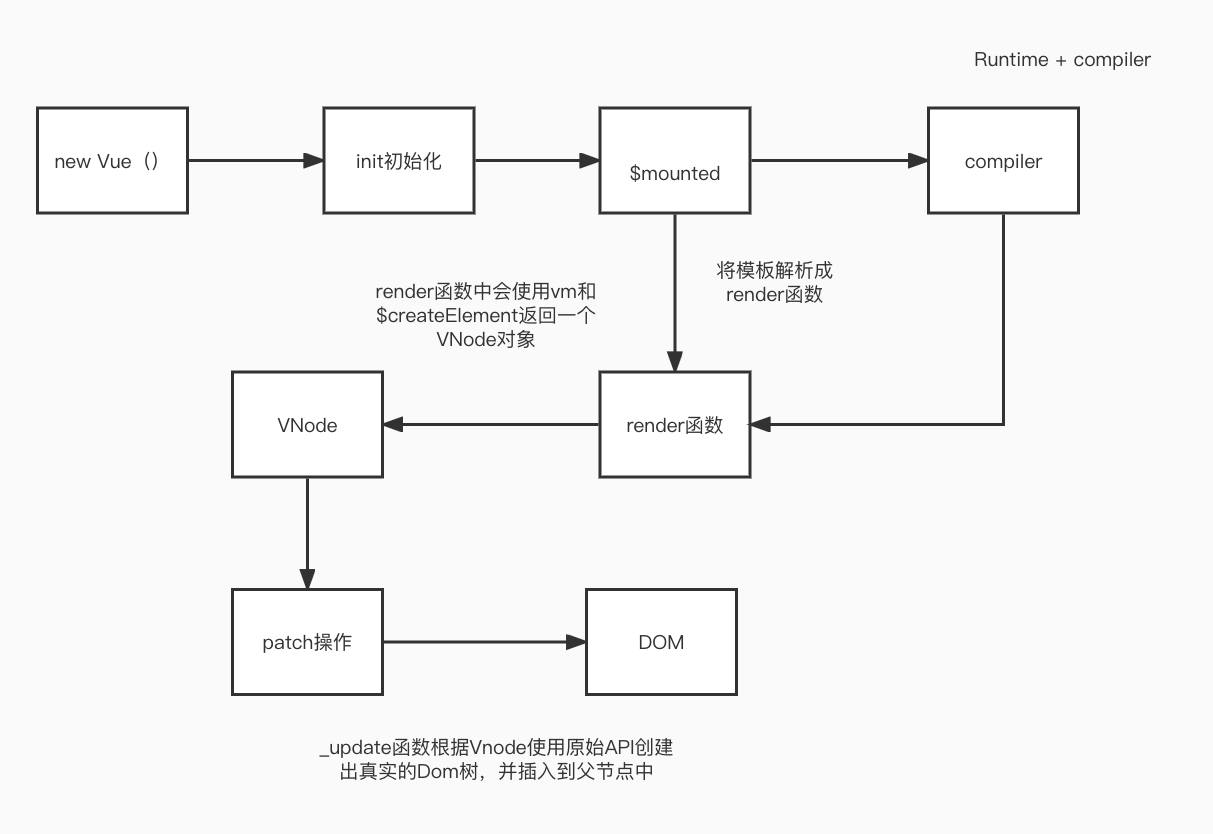 Runtime + compiler
new Vue（）
init初始化
$mounted
compiler
将模板解析成
render函数
render函数中会使用vm和
$createElement返回一个
VNode对象
VNode
render函数
patch操作
DOM
_update函数根据Vnode使用原始API创建
出真实的Dom树，并插入到父节点中